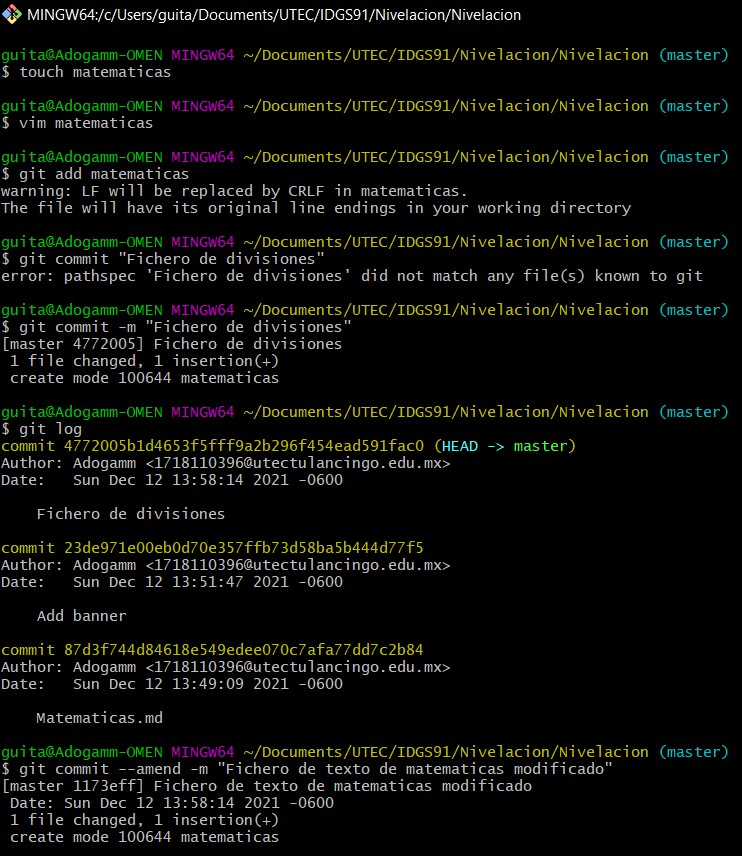 MINGW64:/c/Users/guita/Documents/UTEC/IDGS91/Nivelacion/Nivelacion
guita@Adogamm-OMEN MINGW64 ~/Documents/UTEC/IDGS91/Nivelacion/Nivelacion (master)
$ touch matematicas
guita@Adogamm-OMEN MINGW64 ~/Documents/UTEC/IDGS91/Nivelacion/Nivelacion (master)
$ vim matematicas
guita@Adogamm-OMEN MINGW64 ~/Documents/UTEC/IDGS91/Nivelacion/Nivelacion (master)
$ git add matematicas
warning: LF will be replaced by CRLF in matematicas.
The file will have its original line endings in your working directory
guita@Adogamm-OMEN MINGW64 ~/Documents/UTEC/IDGS91/Nivelacion/Nivelacion (master)
$ git commit "Fichero de divisiones"
error: pathspec 'Fichero de divisiones' did not match any file(s) known to git
guita@Adogamm-OMEN MINGW64 ~/Documents/UTEC/IDGS91/Nivelacion/Nivelacion (master)
$ git commit -m "Fichero de divisiones"
[master 4772005] Fichero de divisiones
 1 file changed, 1 insertion(+)
 create mode 100644 matematicas
guita@Adogamm-OMEN MINGW64 ~/Documents/UTEC/IDGS91/Nivelacion/Nivelacion (master)
$ git log
commit 4772005b1d4653f5fff9a2b296f454ead591fac0 (HEAD -> master)
Author: Adogamm <1718110396@utectulancingo.edu.mx>
Date:   Sun Dec 12 13:58:14 2021 -0600
    Fichero de divisiones
commit 23de971e00eb0d70e357ffb73d58ba5b444d77f5
Author: Adogamm <1718110396@utectulancingo.edu.mx>
Date:   Sun Dec 12 13:51:47 2021 -0600
    Add banner
commit 87d3f744d84618e549edee070c7afa77dd7c2b84
Author: Adogamm <1718110396@utectulancingo.edu.mx>
Date:   Sun Dec 12 13:49:09 2021 -0600
    Matematicas.md
guita@Adogamm-OMEN MINGW64 ~/Documents/UTEC/IDGS91/Nivelacion/Nivelacion (master)
$ git commit --amend -m "Fichero de texto de matematicas modificado"
[master 1173eff] Fichero de texto de matematicas modificado
 Date: Sun Dec 12 13:58:14 2021 -0600
 1 file changed, 1 insertion(+)
 create mode 100644 matematicas